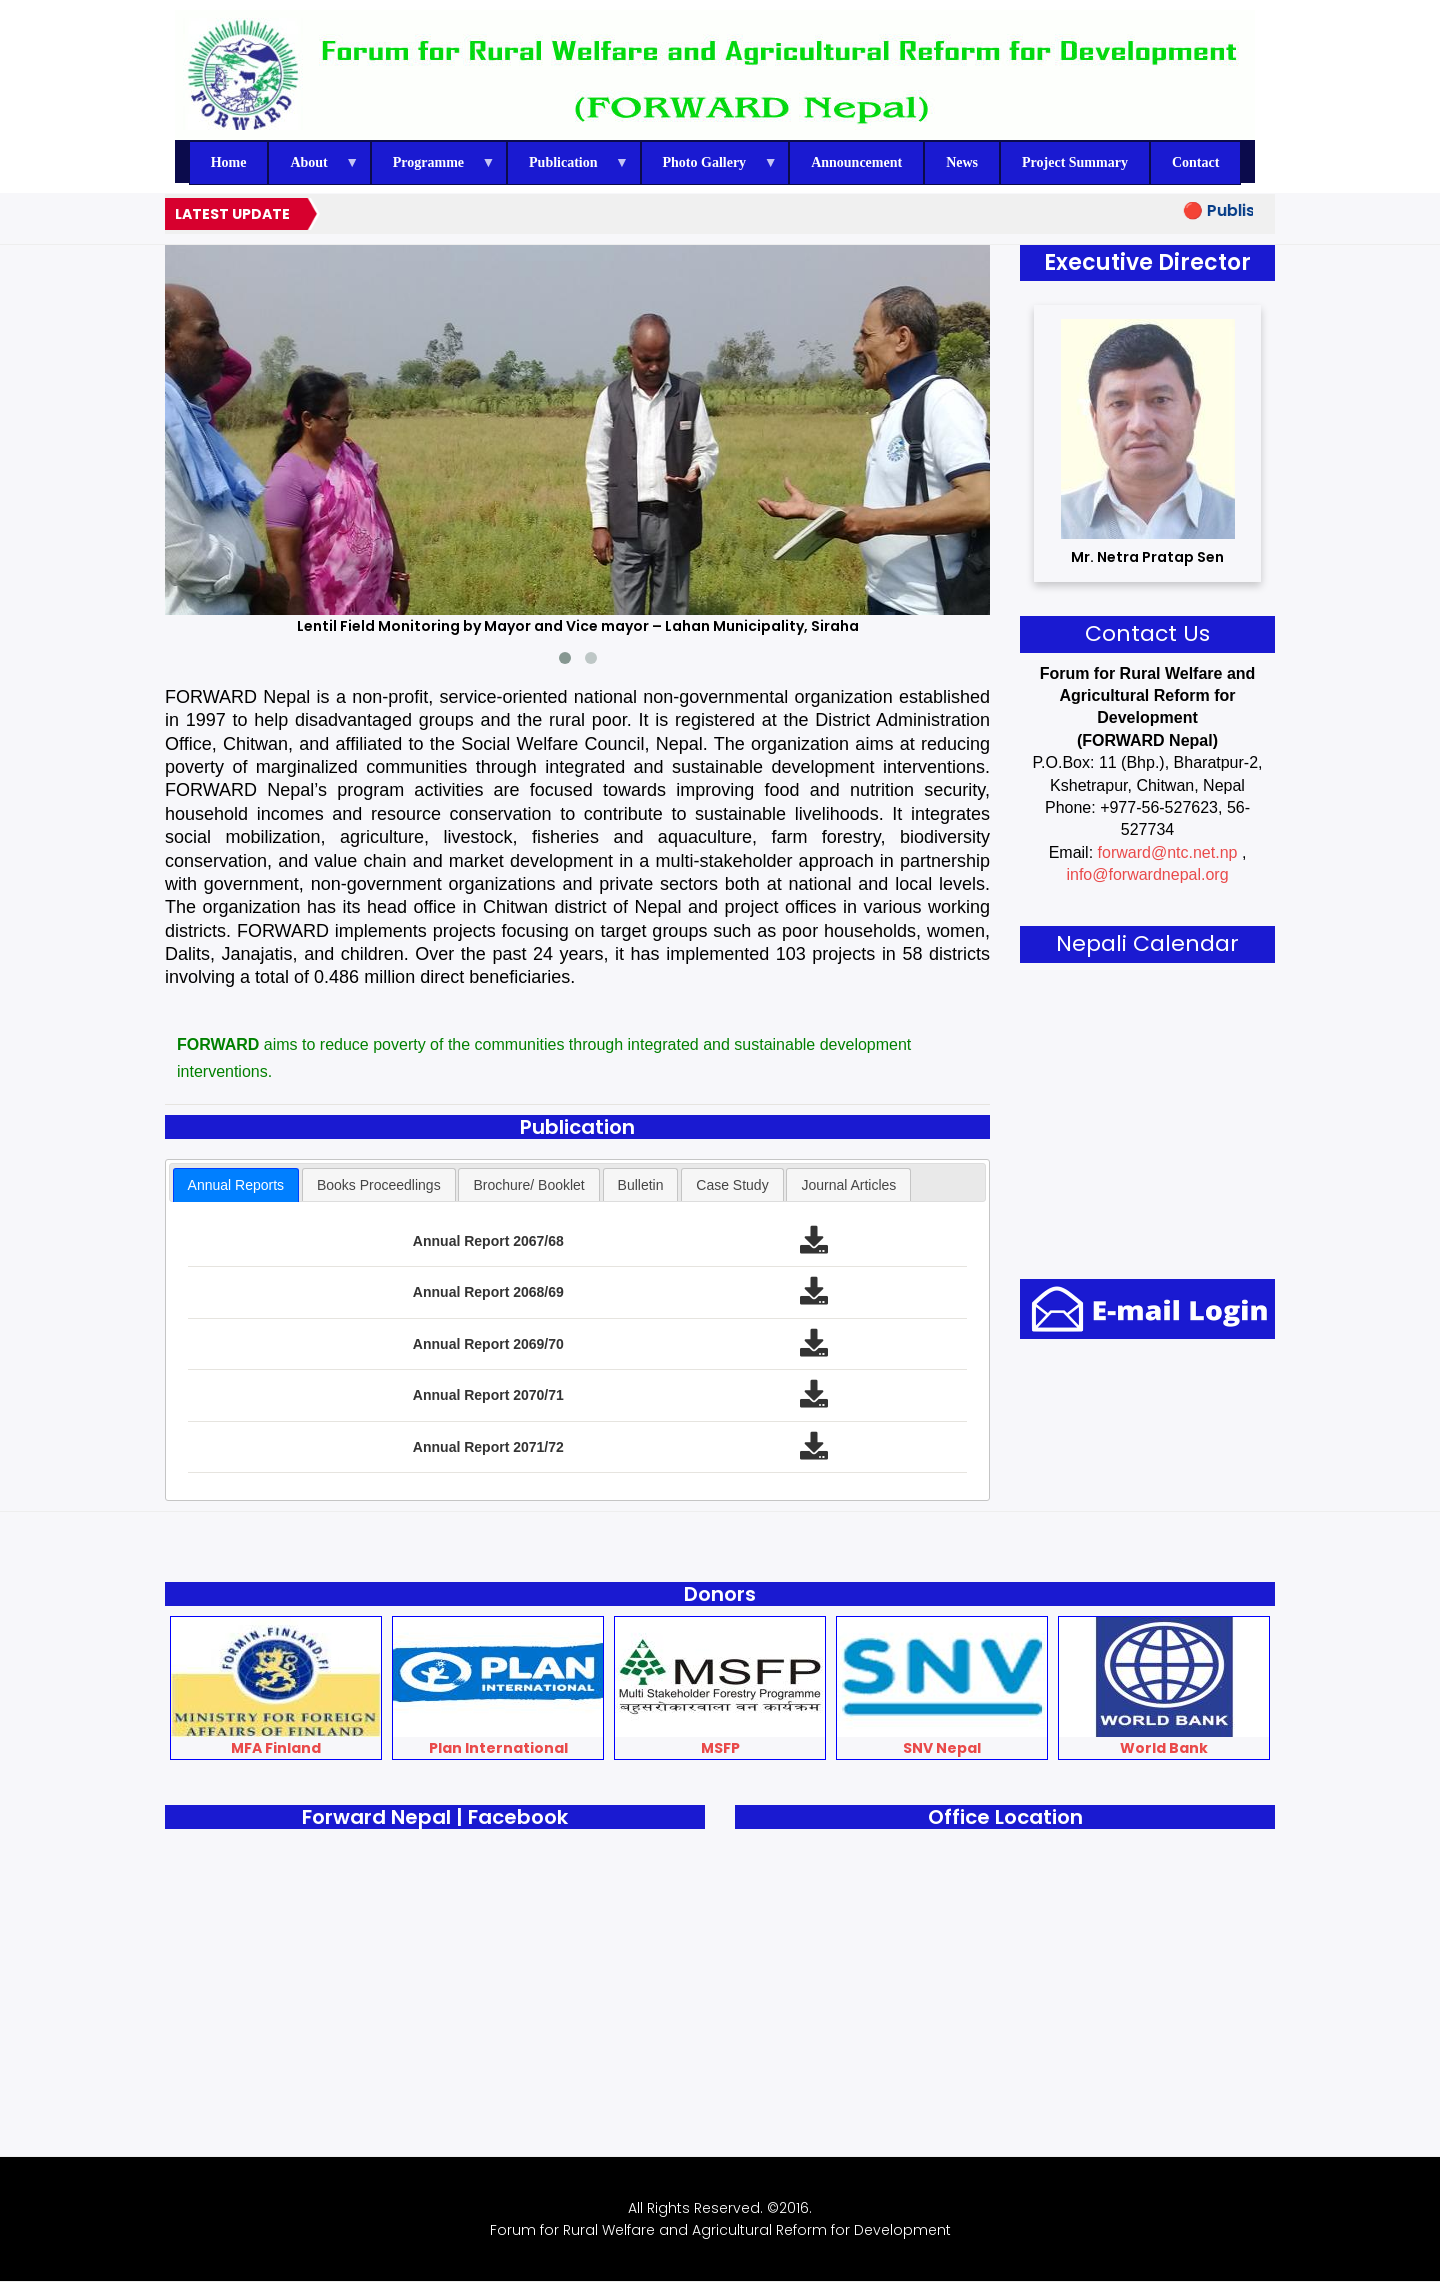 FORWARD
Forum for Rural Welfare and Agricultural Reform for Development
(FORWARD Nepal)
Home About ▼ Programme ▼ Publication ▼ Photo Gallery ▼ Announcement News Project Summary Contact
LATEST UPDATE
🔴 Publis
Lentil Field Monitoring by Mayor and Vice mayor – Lahan Municipality, Siraha
FORWARD Nepal is a non-profit, service-oriented national non-governmental organization established
in 1997 to help disadvantaged groups and the rural poor. It is registered at the District Administration
Office, Chitwan, and affiliated to the Social Welfare Council, Nepal. The organization aims at reducing
poverty of marginalized communities through integrated and sustainable development interventions.
FORWARD Nepal’s program activities are focused towards improving food and nutrition security,
household incomes and resource conservation to contribute to sustainable livelihoods. It integrates
social mobilization, agriculture, livestock, fisheries and aquaculture, farm forestry, biodiversity
conservation, and value chain and market development in a multi-stakeholder approach in partnership
with government, non-government organizations and private sectors both at national and local levels.
The organization has its head office in Chitwan district of Nepal and project offices in various working
districts. FORWARD implements projects focusing on target groups such as poor households, women,
Dalits, Janajatis, and children. Over the past 24 years, it has implemented 103 projects in 58 districts
involving a total of 0.486 million direct beneficiaries.
FORWARD aims to reduce poverty of the communities through integrated and sustainable development
interventions.
Publication
Annual Reports Books Proceedlings Brochure/ Booklet Bulletin Case Study Journal Articles
Annual Report 2067/68
Annual Report 2068/69
Annual Report 2069/70
Annual Report 2070/71
Annual Report 2071/72
Executive Director
Mr. Netra Pratap Sen
Contact Us
Forum for Rural Welfare and
Agricultural Reform for
Development
(FORWARD Nepal)
P.O.Box: 11 (Bhp.), Bharatpur-2,
Kshetrapur, Chitwan, Nepal
Phone: +977-56-527623, 56-
527734
Email: forward@ntc.net.np ,
info@forwardnepal.org
Nepali Calendar
E-mail Login
Donors
FORMIN.FINLAND.FI
MINISTRY FOR FOREIGN
AFFAIRS OF FINLAND
MFA Finland
PLAN
INTERNATIONAL
Plan International
MSFP
Multi Stakeholder Forestry Programme
बहुसरोकारवाला वन कार्यक्रम
MSFP
SNV
SNV Nepal
WORLD BANK
World Bank
Forward Nepal | Facebook
Office Location
All Rights Reserved. ©2016.
Forum for Rural Welfare and Agricultural Reform for Development